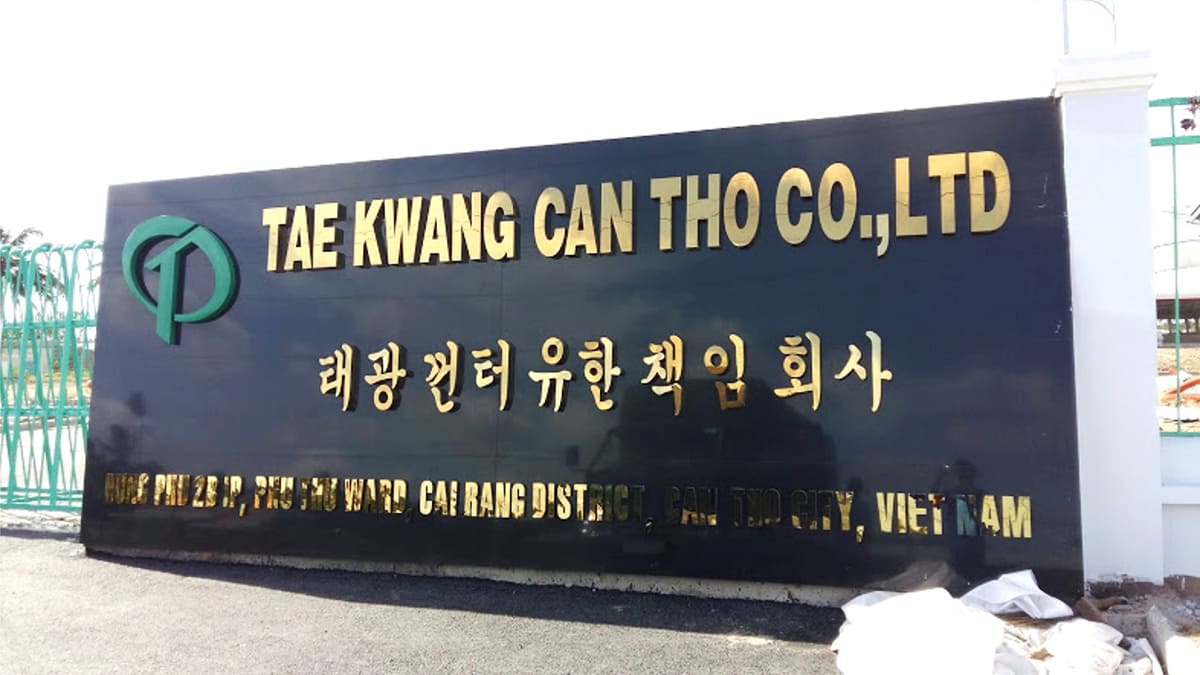 TAE KWANG CAN THO CO.,LTD
태광껀터유한책임회사
HUNG PHU 2B IP, PHU THU WARD, CAI RANG DISTRICT, CAN THO CITY, VIET NAM